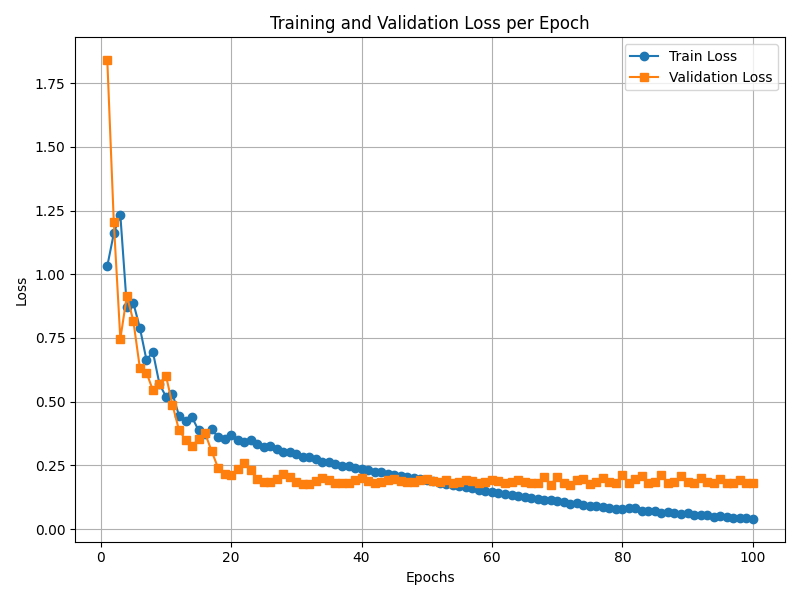 Training and Validation Loss per Epoch
Train Loss
Validation Loss
1.75
1.50
1.25
1.00
0.75
0.50
0.25
0.00
Loss
0 20 40 60 80 100
Epochs